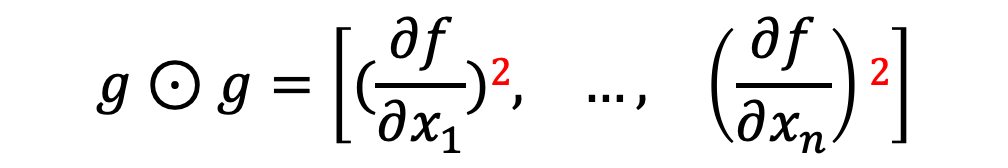 g ⊙ g = [(∂f/∂x₁)², … , (∂f/∂xₙ)²]